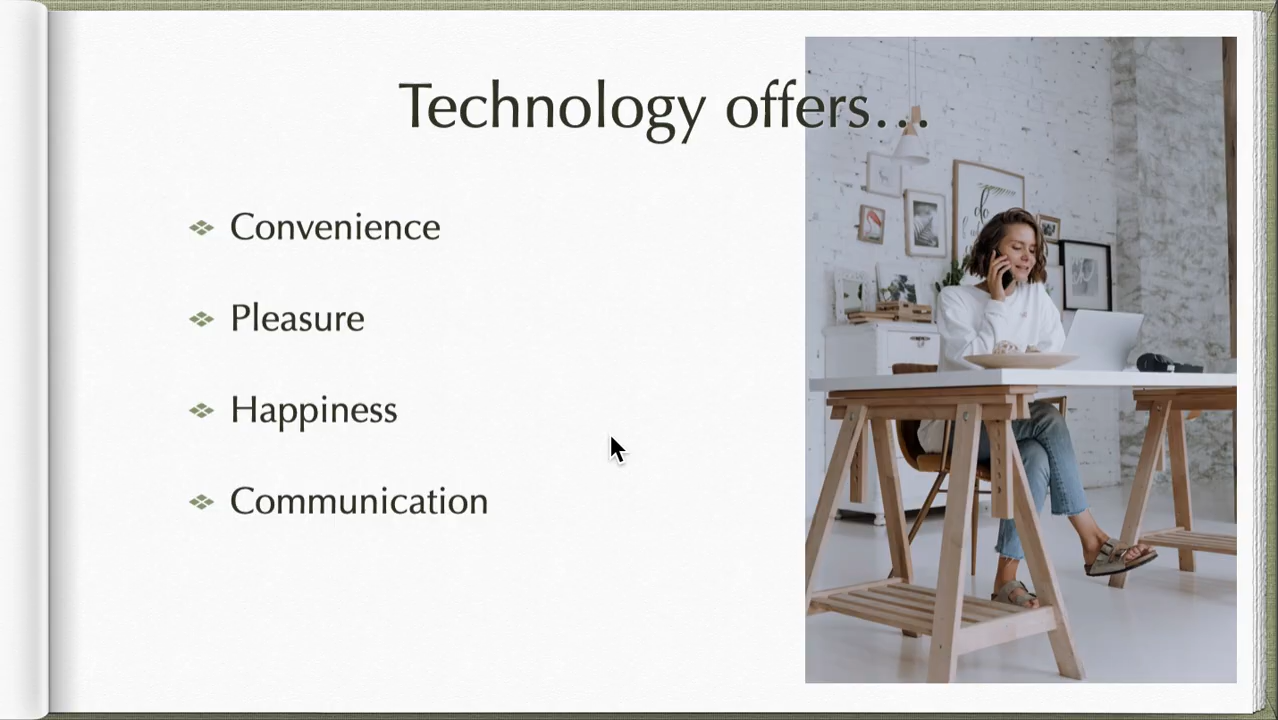 Technology offers...
Convenience
Pleasure
Happiness
Communication